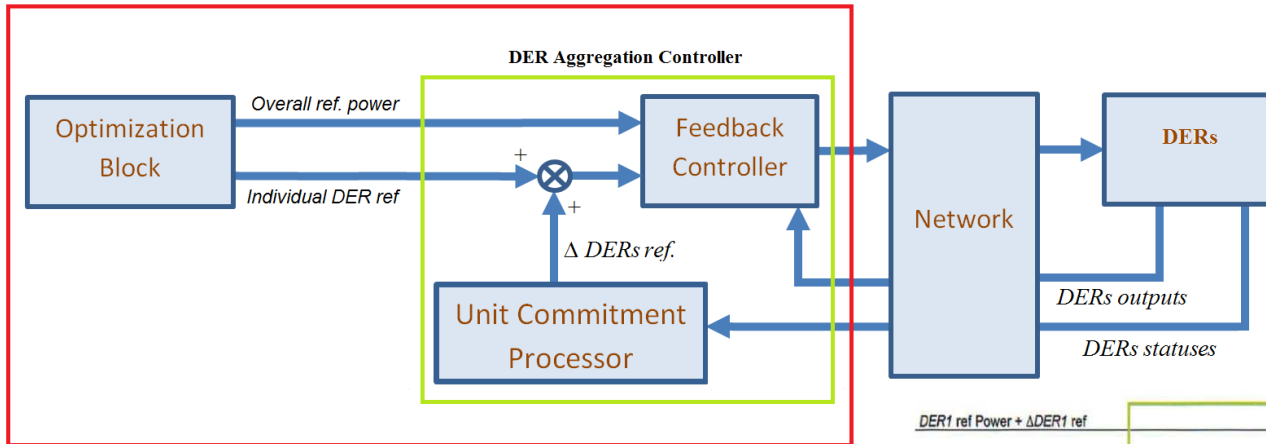 DER Aggregation Controller
Overall ref. power
Optimization
Block
Feedback
Controller
DERs
+
Individual DER ref
+
Network
Δ DERs ref.
Unit Commitment
Processor
DERs outputs
DERs statuses
DER1 ref Power + ΔDER1 ref